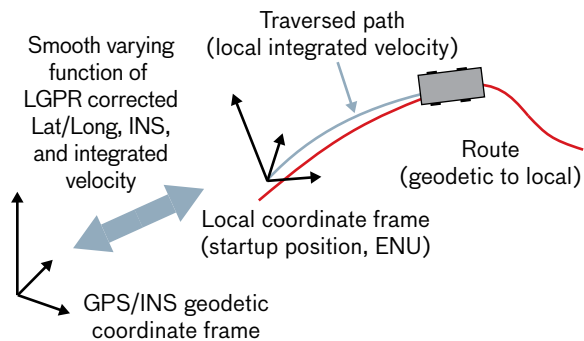 Smooth varying
function of
LGPR corrected
Lat/Long, INS,
and integrated
velocity
Traversed path
(local integrated velocity)
Route
(geodetic to local)
Local coordinate frame
(startup position, ENU)
GPS/INS geodetic
coordinate frame